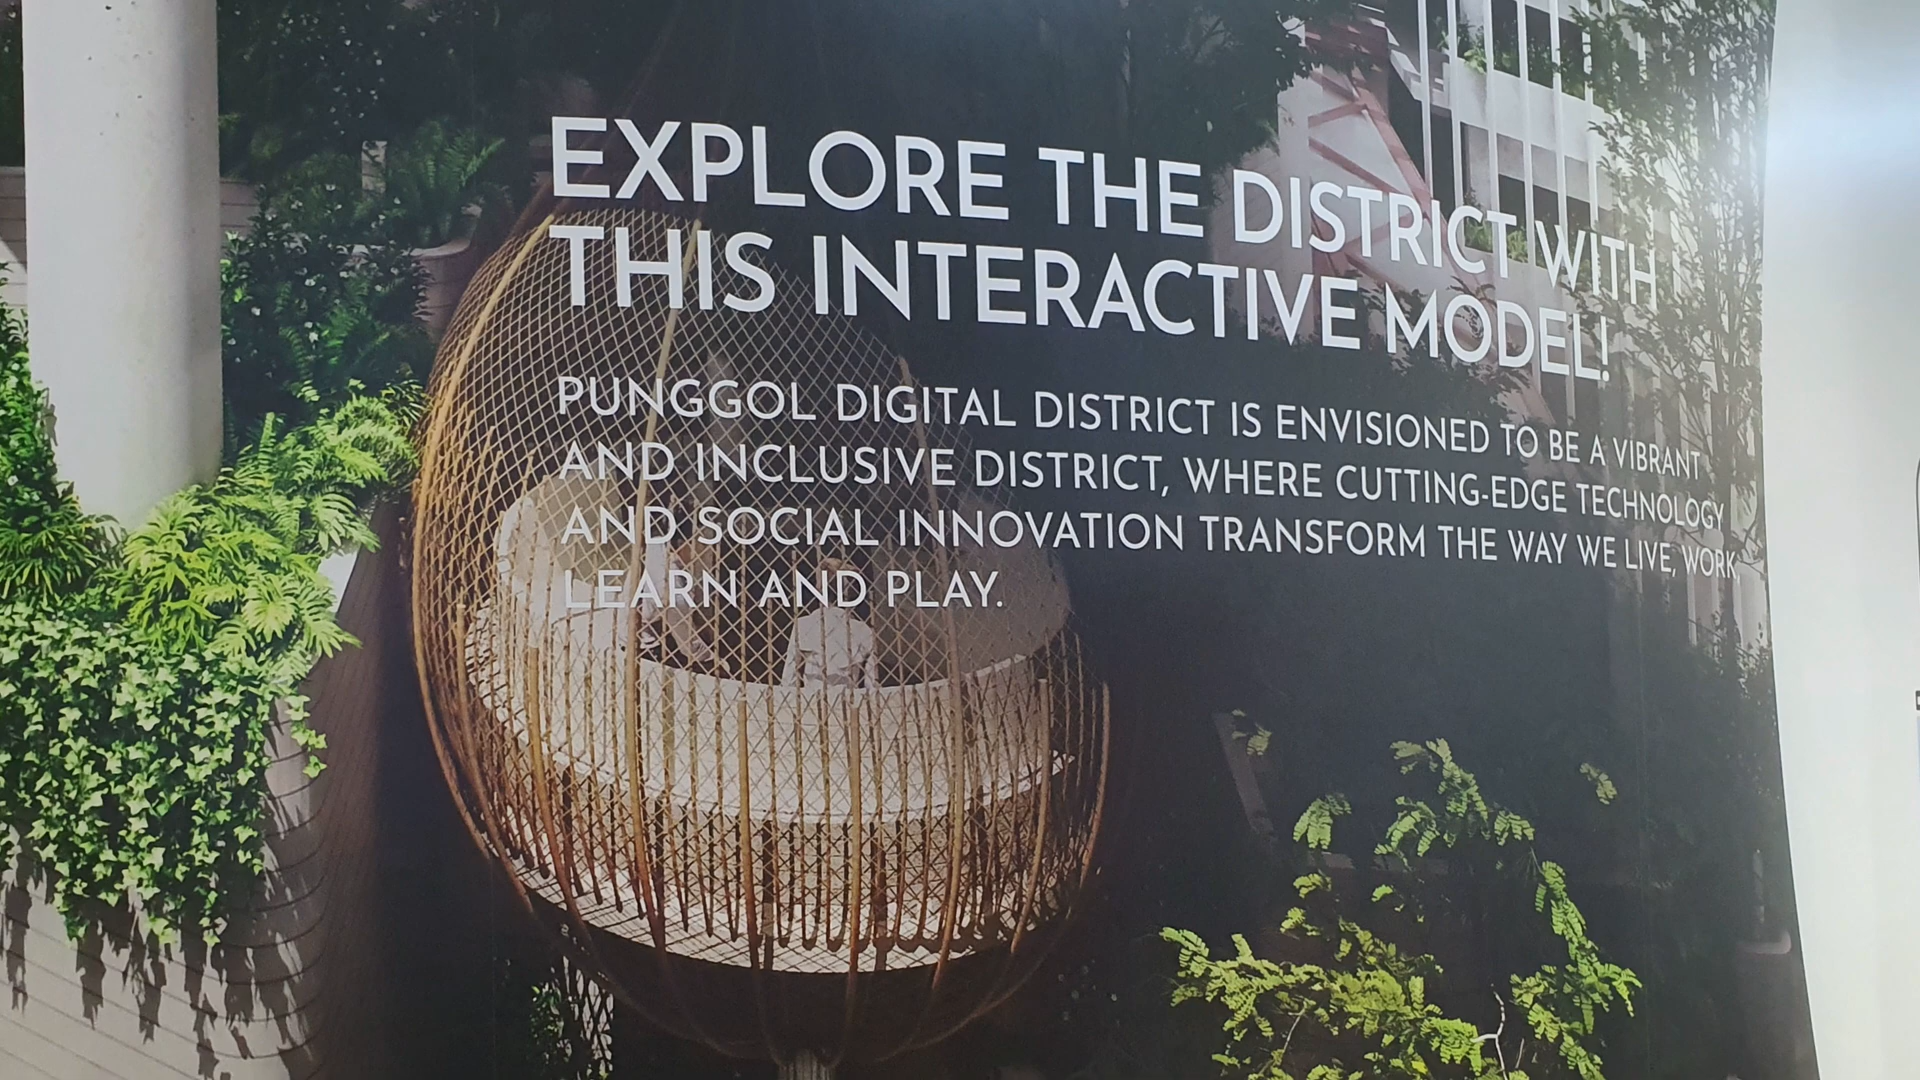 EXPLORE THE DISTRICT WITH
THIS INTERACTIVE MODEL!
PUNGGOL DIGITAL DISTRICT IS ENVISIONED TO BE A VIBRANT
AND INCLUSIVE DISTRICT, WHERE CUTTING-EDGE TECHNOLOGY
AND SOCIAL INNOVATION TRANSFORM THE WAY WE LIVE, WORK,
LEARN AND PLAY.